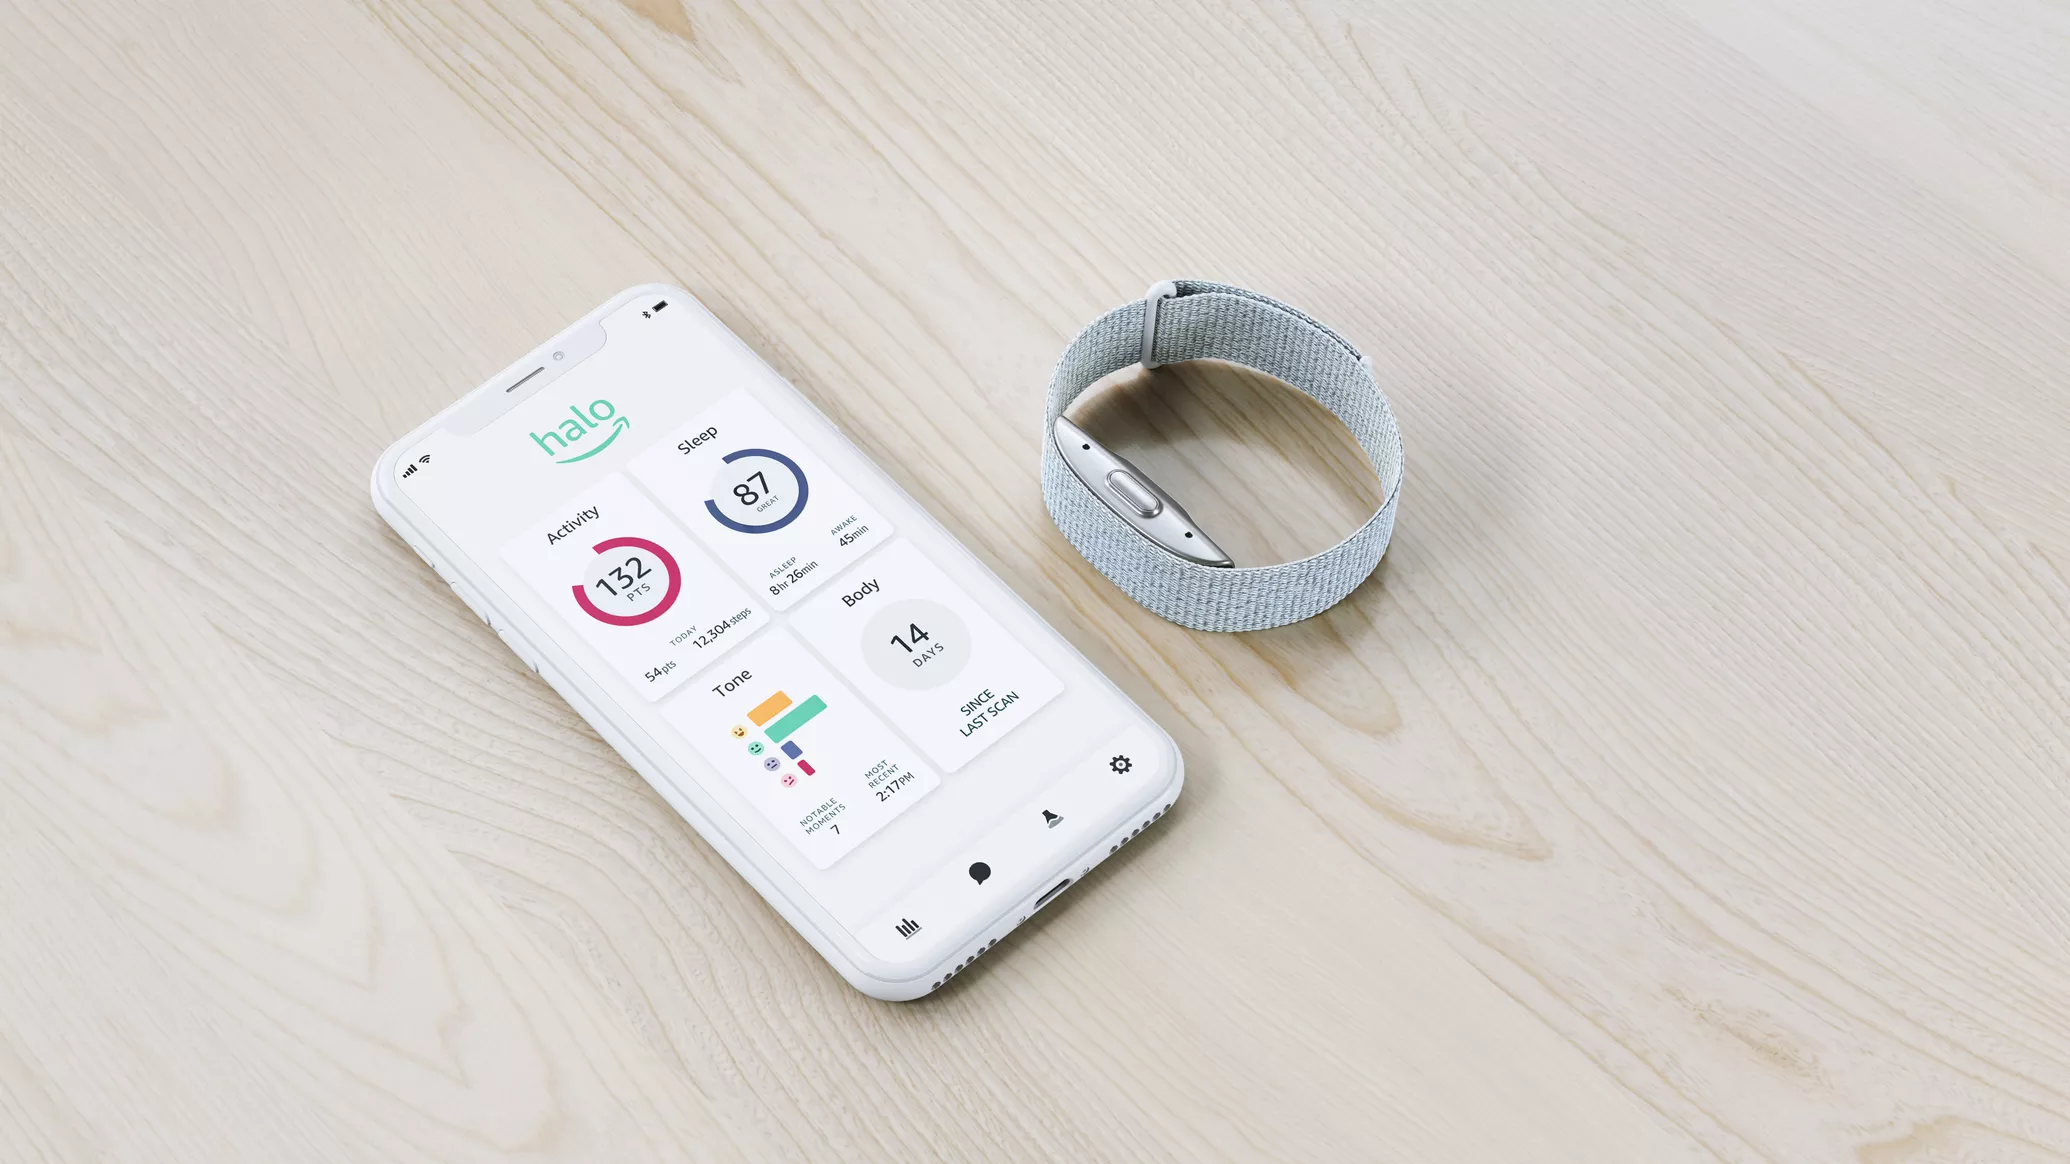 halo
Activity
132
PTS
TODAY
54pts 12,304 steps
Sleep
87
GREAT
ASLEEP
8hr 26min
AWAKE
45min
Tone
NOTABLE
MOMENTS
7
MOST
RECENT
2:17PM
Body
14
DAYS
SINCE
LAST SCAN